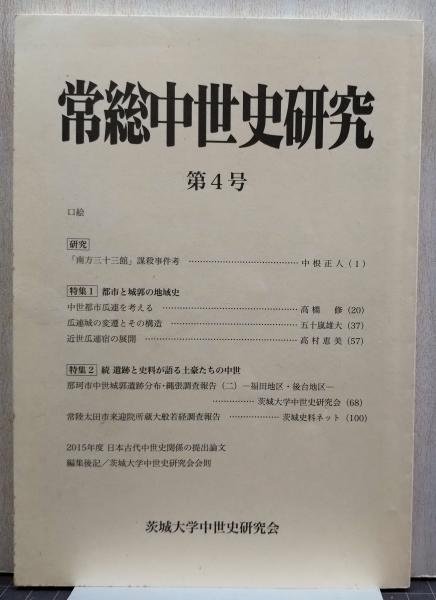 常総中世史研究
第4号
口絵
研究
「南方三十三館」謀殺事件考 …………………………………… 中根正人（1）
特集1 都市と城郭の地域史
中世都市瓜連を考える …………………………………… 高橋 修（20）
瓜連城の変遷とその構造 …………………………………… 五十嵐雄大（37）
近世瓜連宿の展開 …………………………………… 高村恵美（57）
特集2 続 遺跡と史料が語る土豪たちの中世
那珂市中世城郭遺跡分布・縄張調査報告（二）―福田地区・後台地区―
…………… 茨城大学中世史研究会（68）
常陸太田市来迎院所蔵大般若経調査報告 ……………… 茨城史料ネット（100）
2015年度 日本古代中世史関係の提出論文
編集後記／茨城大学中世史研究会会則
茨城大学中世史研究会